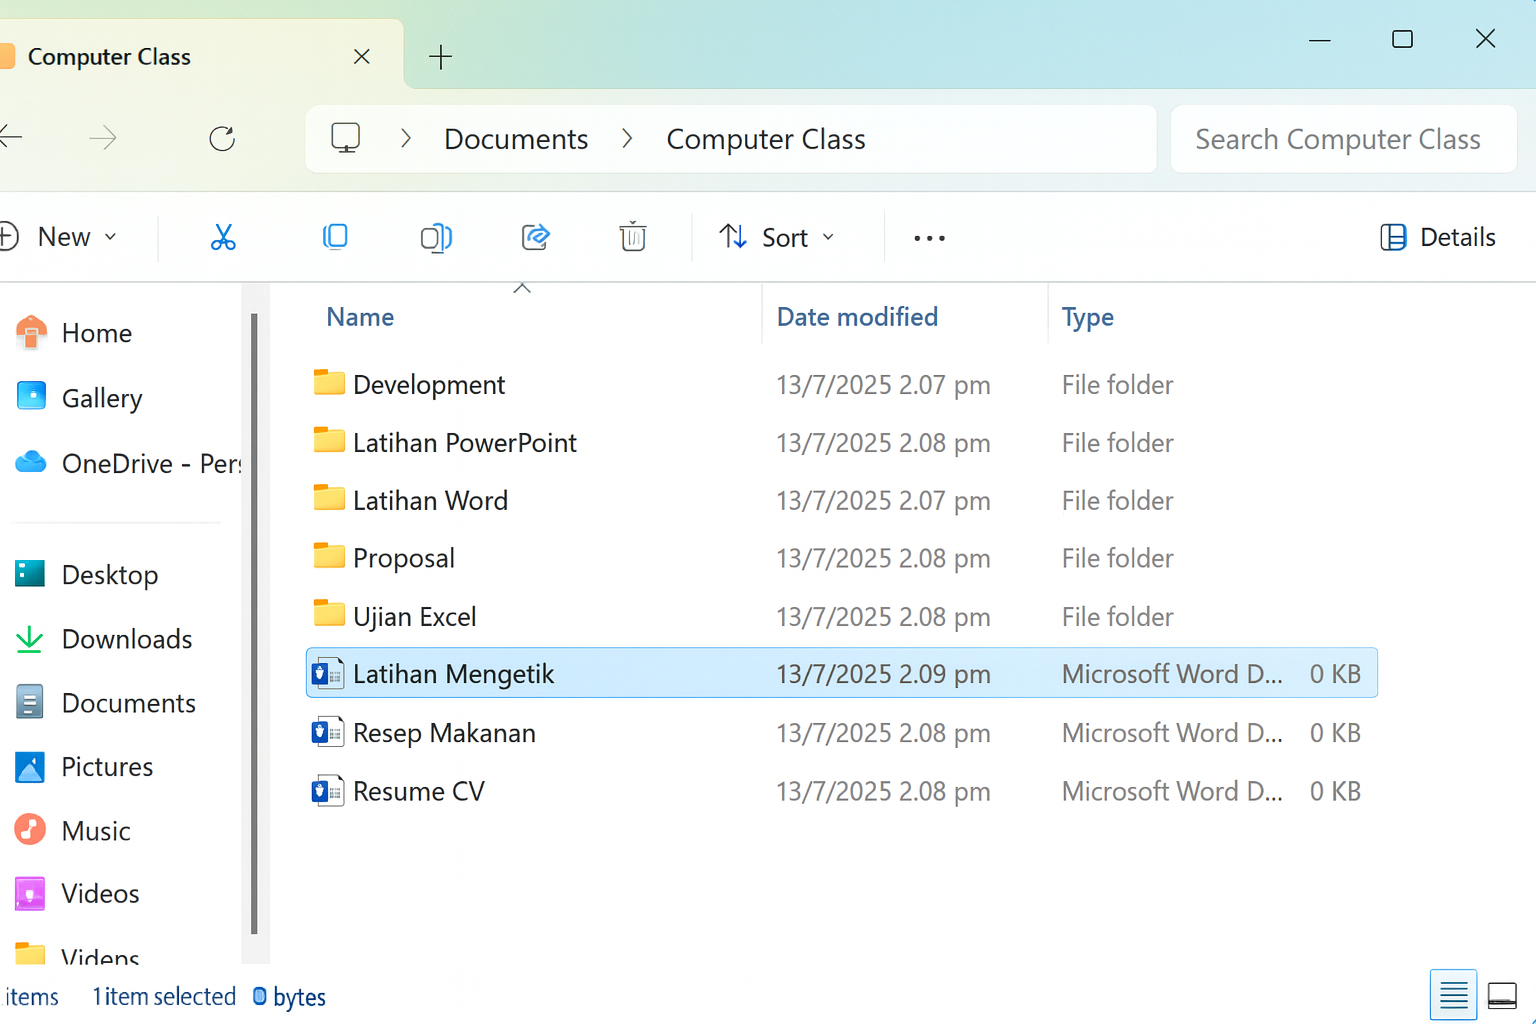 Computer Class
Documents Computer Class
Search Computer Class
New Sort Details
Home
Gallery
OneDrive - Pers
Desktop
Downloads
Documents
Pictures
Music
Videos
Videns
Name Date modified Type
Development 13/7/2025 2.07 pm File folder
Latihan PowerPoint 13/7/2025 2.08 pm File folder
Latihan Word 13/7/2025 2.07 pm File folder
Proposal 13/7/2025 2.08 pm File folder
Ujian Excel 13/7/2025 2.08 pm File folder
Latihan Mengetik 13/7/2025 2.09 pm Microsoff Word D... 0 KB
Resep Makanan 13/7/2025 2.08 pm Microsoft Word D... 0 KB
Resume CV 13/7/2025 2.08 pm Microsoft Word D... 0 KB
items 1 item selected 0 bytes